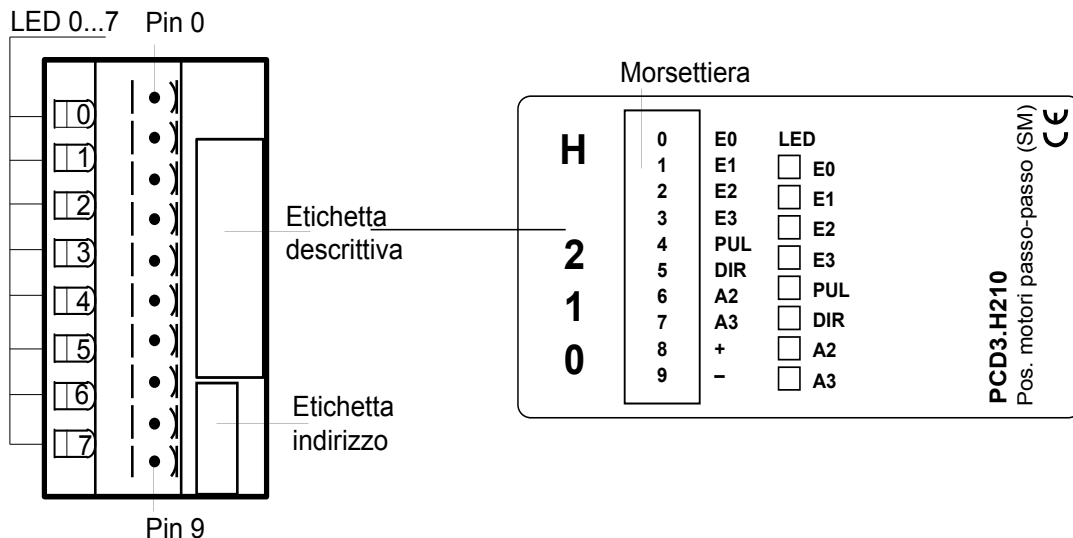 LED 0...7
Pin 0
0
1
2
3
4
5
6
7
Etichetta
descrittiva
Etichetta
indirizzo
Pin 9
Morsettiera
H
2
1
0
0 E0
1 E1
2 E2
3 E3
4 PUL
5 DIR
6 A2
7 A3
8 +
9 –
LED
E0
E1
E2
E3
PUL
DIR
A2
A3
PCD3.H210
Pos. motori passo-passo (SM)
CE